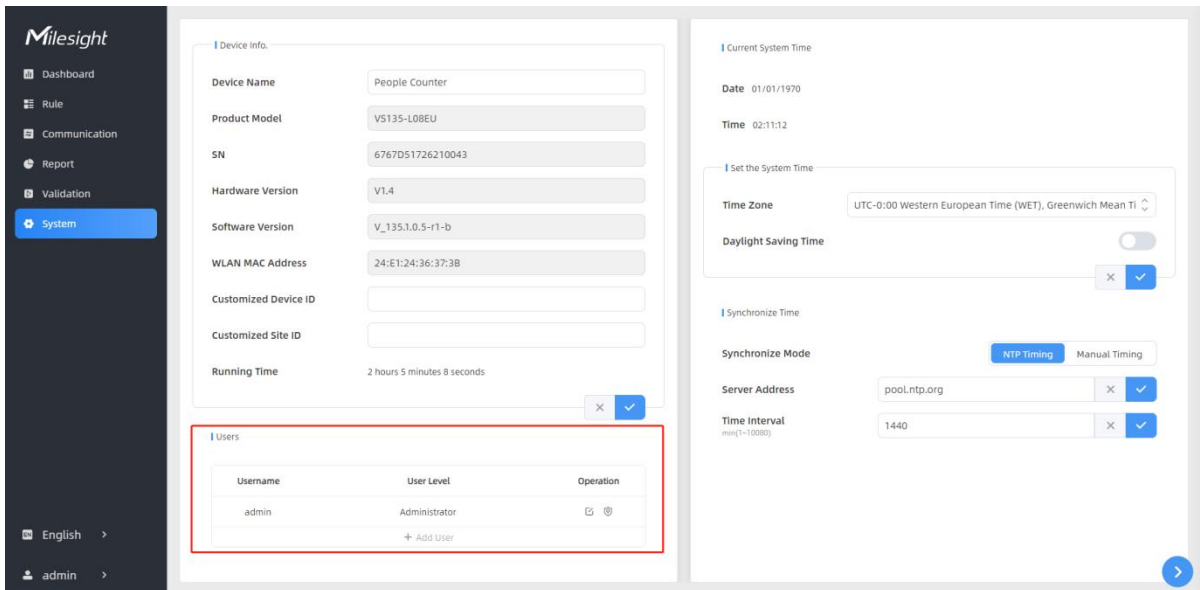 Milesight
Dashboard
Rule
Communication
Report
Validation
System
EN English >
admin >
Device Info.
Device Name People Counter
Product Model VS135-L08EU
SN 6767D51726210043
Hardware Version V1.4
Software Version V_135.1.0.5-r1-b
WLAN MAC Address 24:E1:24:36:37:3B
Customized Device ID
Customized Site ID
Running Time 2 hours 5 minutes 8 seconds
Users
Username User Level Operation
admin Administrator
+ Add User
Current System Time
Date 01/01/1970
Time 02:11:12
Set the System Time
Time Zone UTC-0:00 Western European Time (WET), Greenwich Mean Ti
Daylight Saving Time
Synchronize Time
Synchronize Mode NTP Timing Manual Timing
Server Address pool.ntp.org
Time Interval 1440
min(1~10080)